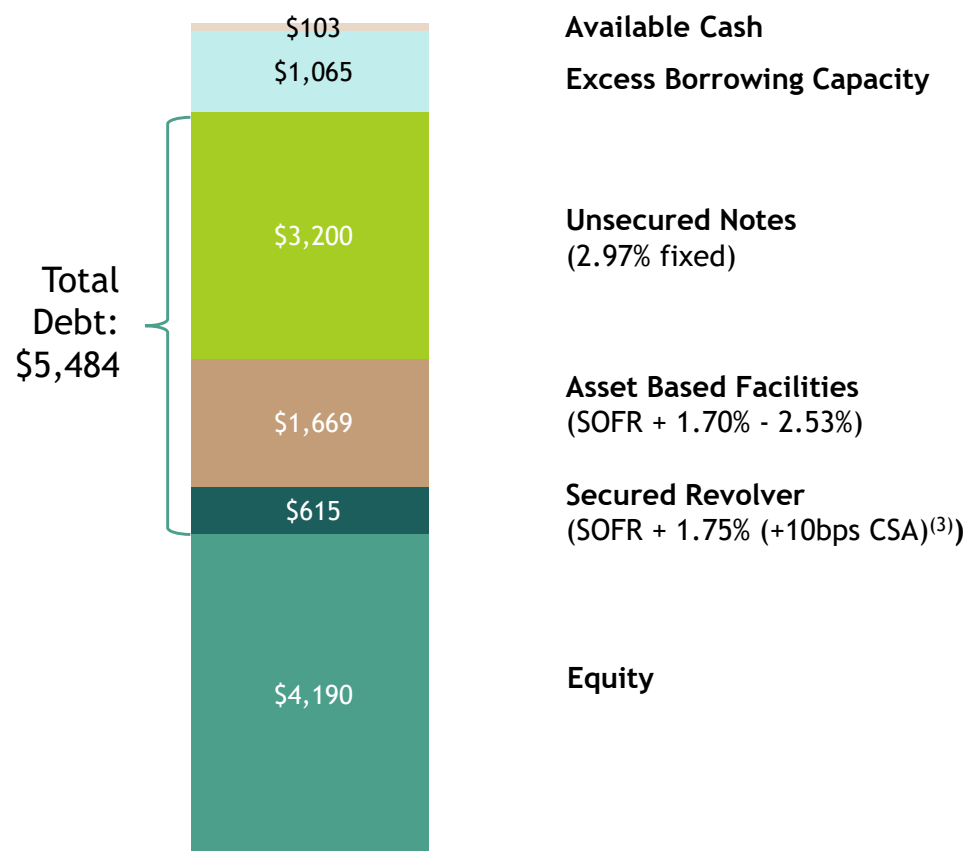 $103
Available Cash
$1,065
Excess Borrowing Capacity
$3,200
Unsecured Notes
(2.97% fixed)
Total
Debt:
$5,484
$1,669
Asset Based Facilities
(SOFR + 1.70% - 2.53%)
$615
Secured Revolver
(SOFR + 1.75% (+10bps CSA)(3))
$4,190
Equity